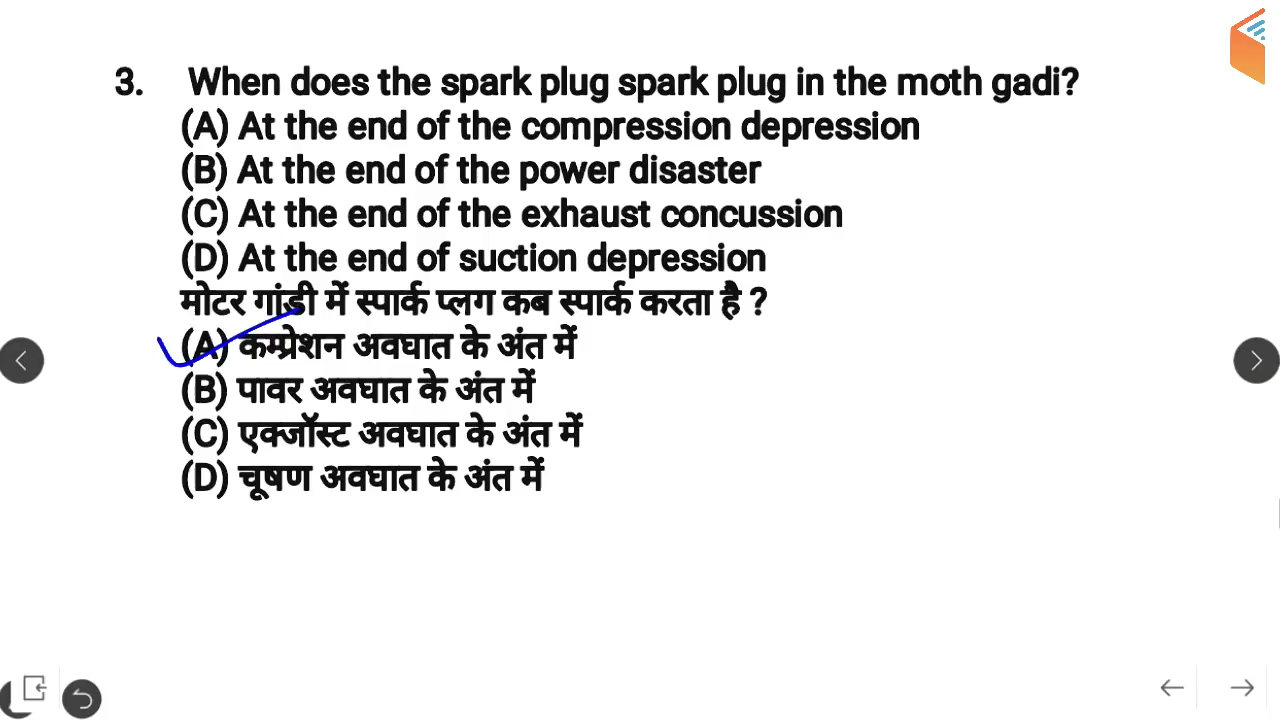 3. When does the spark plug spark plug in the moth gadi?
(A) At the end of the compression depression
(B) At the end of the power disaster
(C) At the end of the exhaust concussion
(D) At the end of suction depression
मोटर गांडी में स्पार्क प्लग कब स्पार्क करता है ?
(A) कम्प्रेशन अवघात के अंत में
(B) पावर अवघात के अंत में
(C) एक्जॉस्ट अवघात के अंत में
(D) चूषण अवघात के अंत में